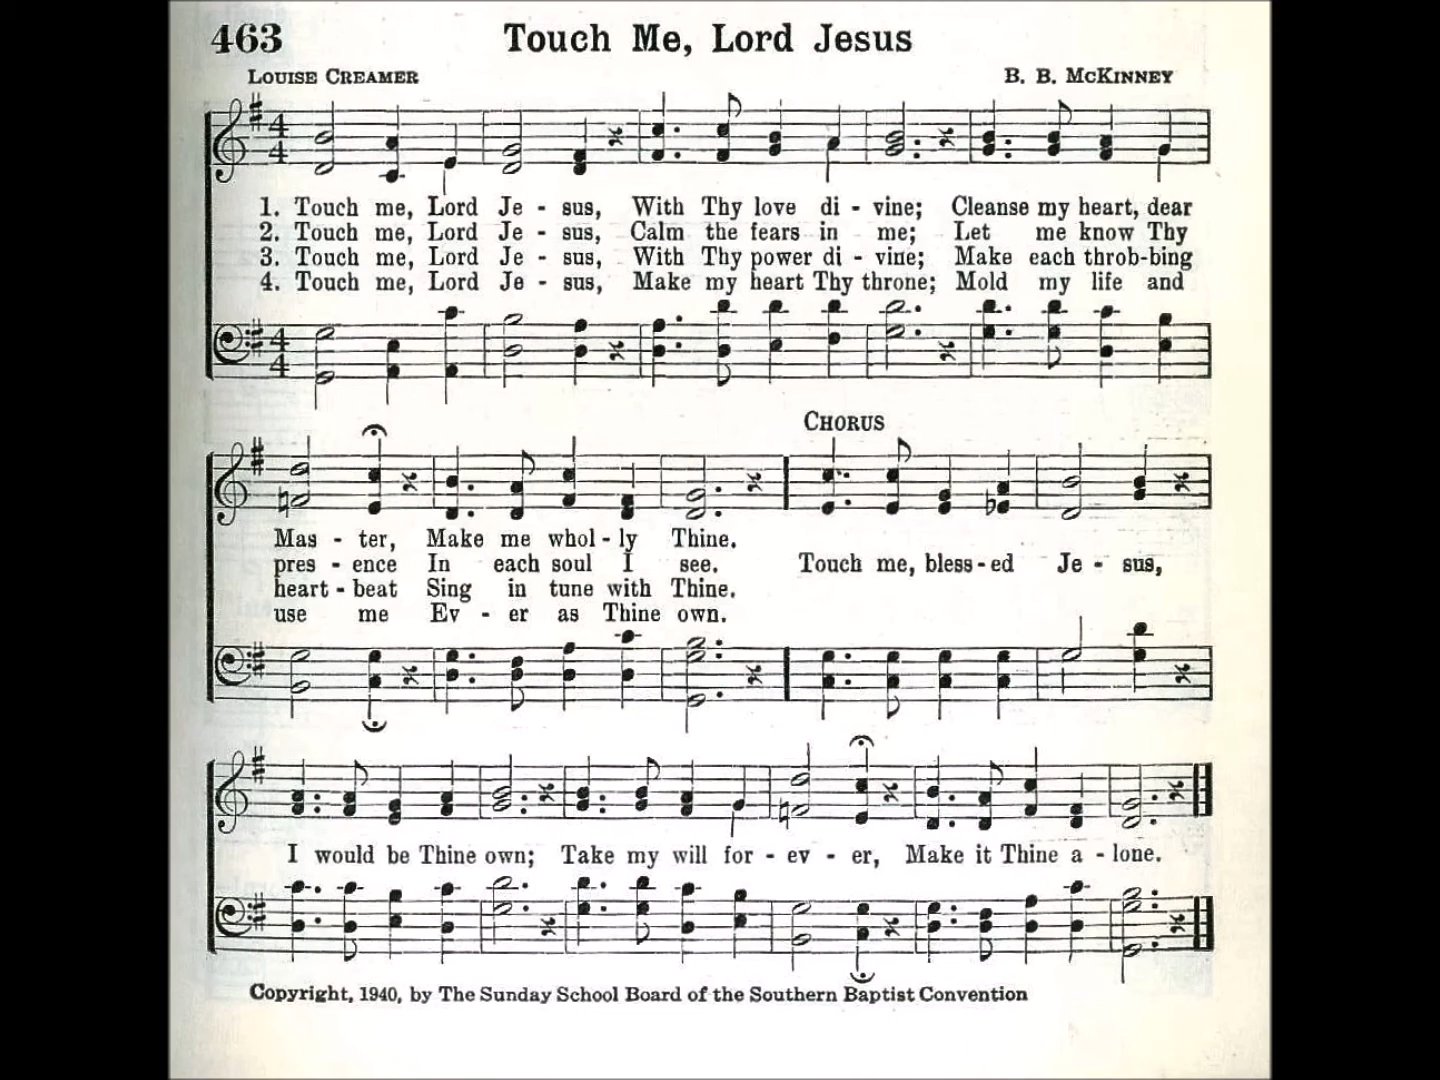 463 Touch Me, Lord Jesus
LOUISE CREAMER B. B. MCKINNEY
1. Touch me, Lord Je - sus, With Thy love di - vine; Cleanse my heart, dear
2. Touch me, Lord Je - sus, Calm the fears in me; Let me know Thy
3. Touch me, Lord Je - sus, With Thy power di - vine; Make each throb-bing
4. Touch me, Lord Je - sus, Make my heart Thy throne; Mold my life and
CHORUS
Mas - ter, Make me whol - ly Thine.
pres - ence In each soul I see. Touch me, bless - ed Je - sus,
heart - beat Sing in tune with Thine.
use me Ev - er as Thine own.
I would be Thine own; Take my will for - ev - er, Make it Thine a - lone.
Copyright, 1940, by The Sunday School Board of the Southern Baptist Convention